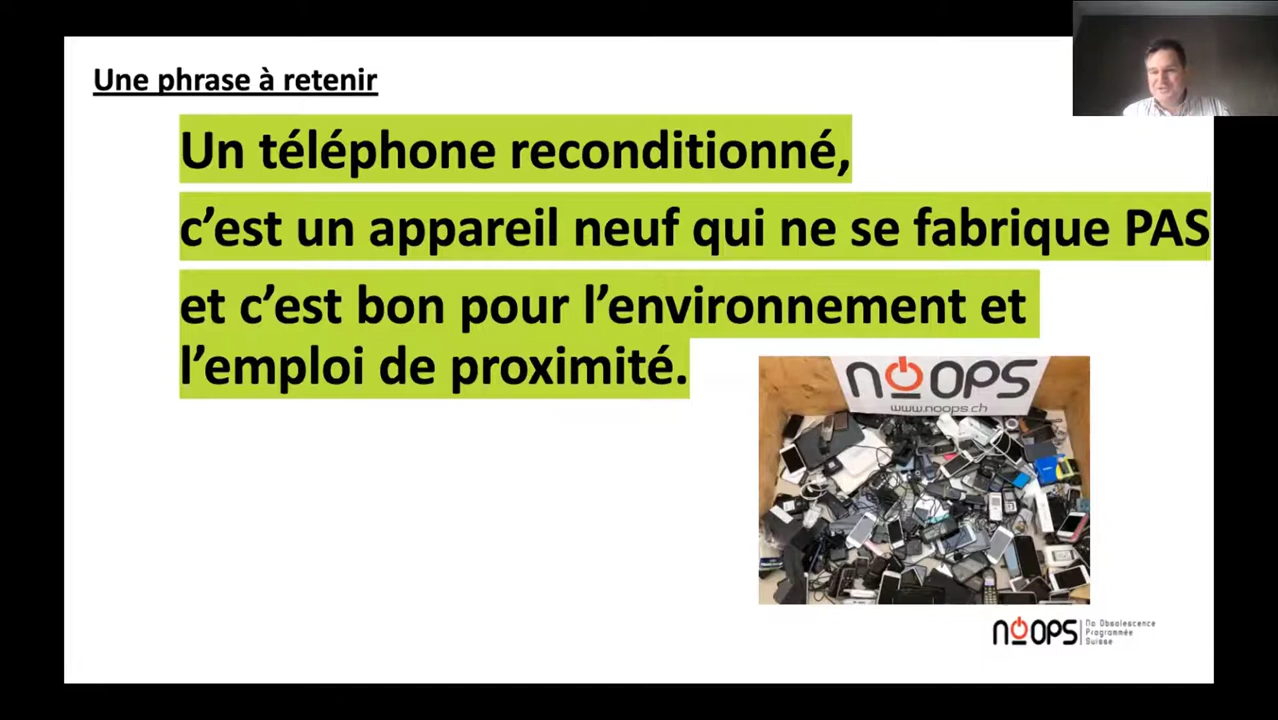 Une phrase à retenir
Un téléphone reconditionné,
c’est un appareil neuf qui ne se fabrique PAS
et c’est bon pour l’environnement et
l’emploi de proximité.
NOOPS
www.noops.ch
NOOPS
No Obsolescence
Programmée
Suisse